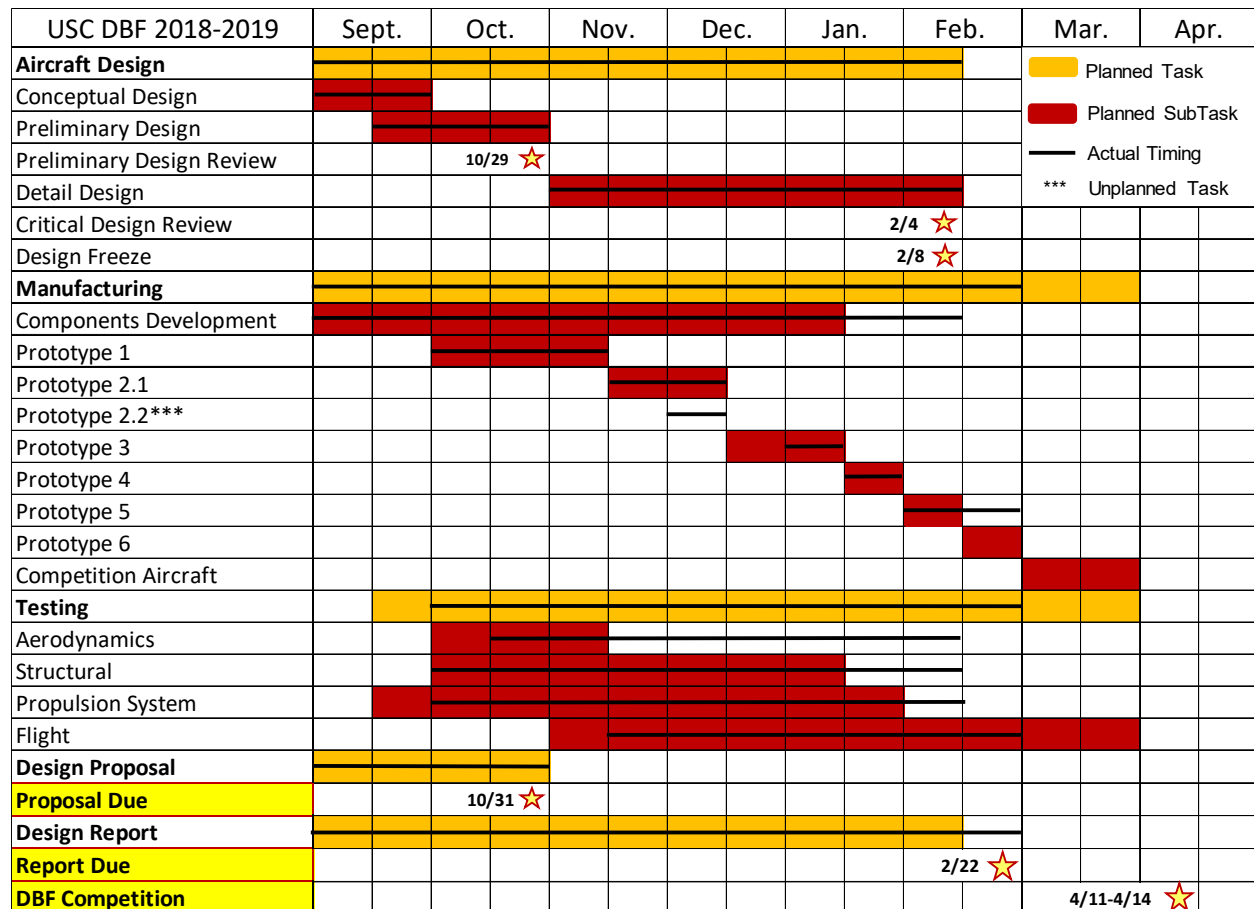 USC DBF 2018-2019 Sept. Oct. Nov. Dec. Jan. Feb. Mar. Apr.
Aircraft Design
Planned Task
Conceptual Design
Planned SubTask
Preliminary Design
Preliminary Design Review 10/29
Actual Timing
Detail Design
*** Unplanned Task
Critical Design Review 2/4
Design Freeze 2/8
Manufacturing
Components Development
Prototype 1
Prototype 2.1
Prototype 2.2***
Prototype 3
Prototype 4
Prototype 5
Prototype 6
Competition Aircraft
Testing
Aerodynamics
Structural
Propulsion System
Flight
Design Proposal
Proposal Due 10/31
Design Report
Report Due 2/22
DBF Competition 4/11-4/14